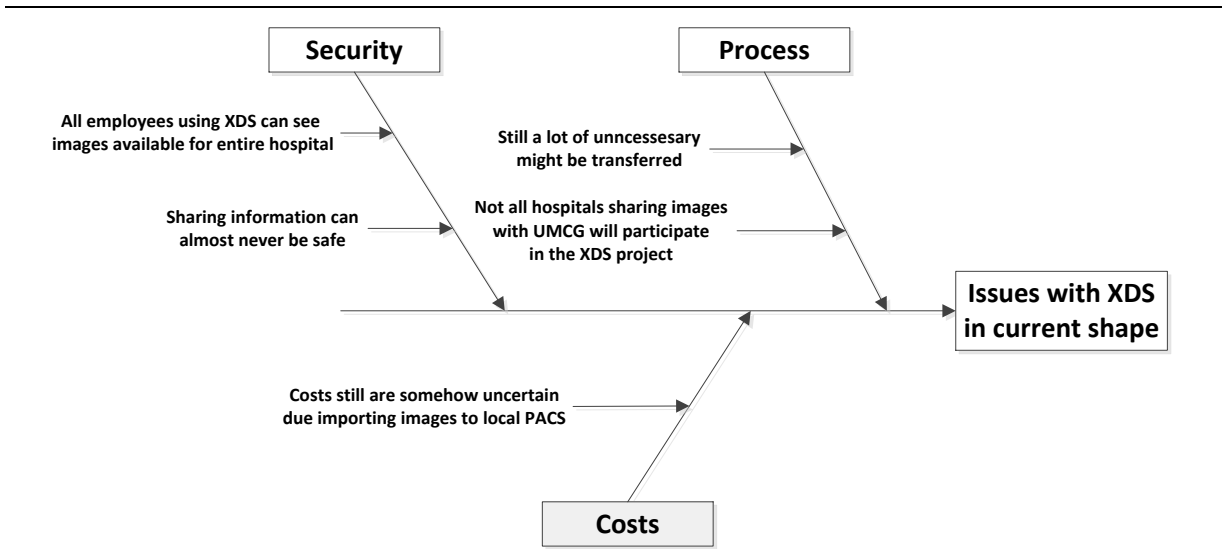 Security
Process
All employees using XDS can see
images available for entire hospital
Still a lot of unncessesary
might be transferred
Sharing information can
almost never be safe
Not all hospitals sharing images
with UMCG will participate
in the XDS project
Issues with XDS
in current shape
Costs still are somehow uncertain
due importing images to local PACS
Costs